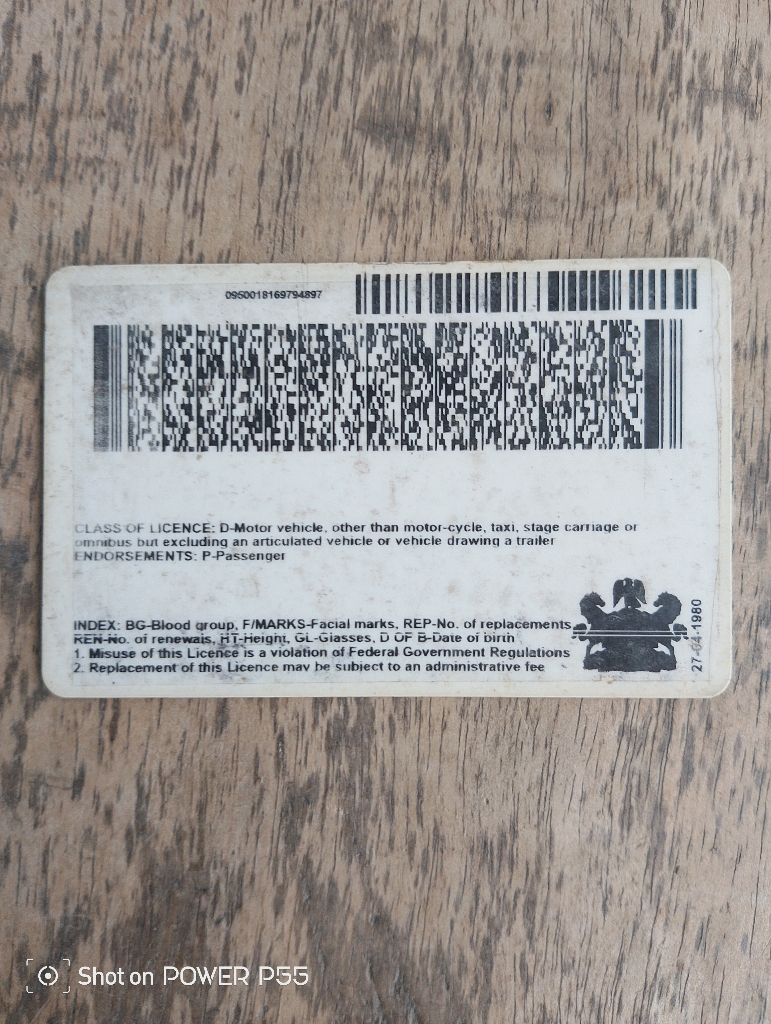 0950018169794897
CLASS OF LICENCE: D-Motor vehicle, other than motor-cycle, taxi, stage carriage or
omnibus but excluding an articulated vehicle or vehicle drawing a trailer
ENDORSEMENTS: P-Passenger
INDEX: BG-Blood group, F/MARKS-Facial marks, REP-No. of replacements
REN-No. of renewals, HT-Height, GL-Glasses, D OF B-Date of birth
1. Misuse of this Licence is a violation of Federal Government Regulations
2. Replacement of this Licence may be subject to an administrative fee
27-04-1980
Shot on POWER P55